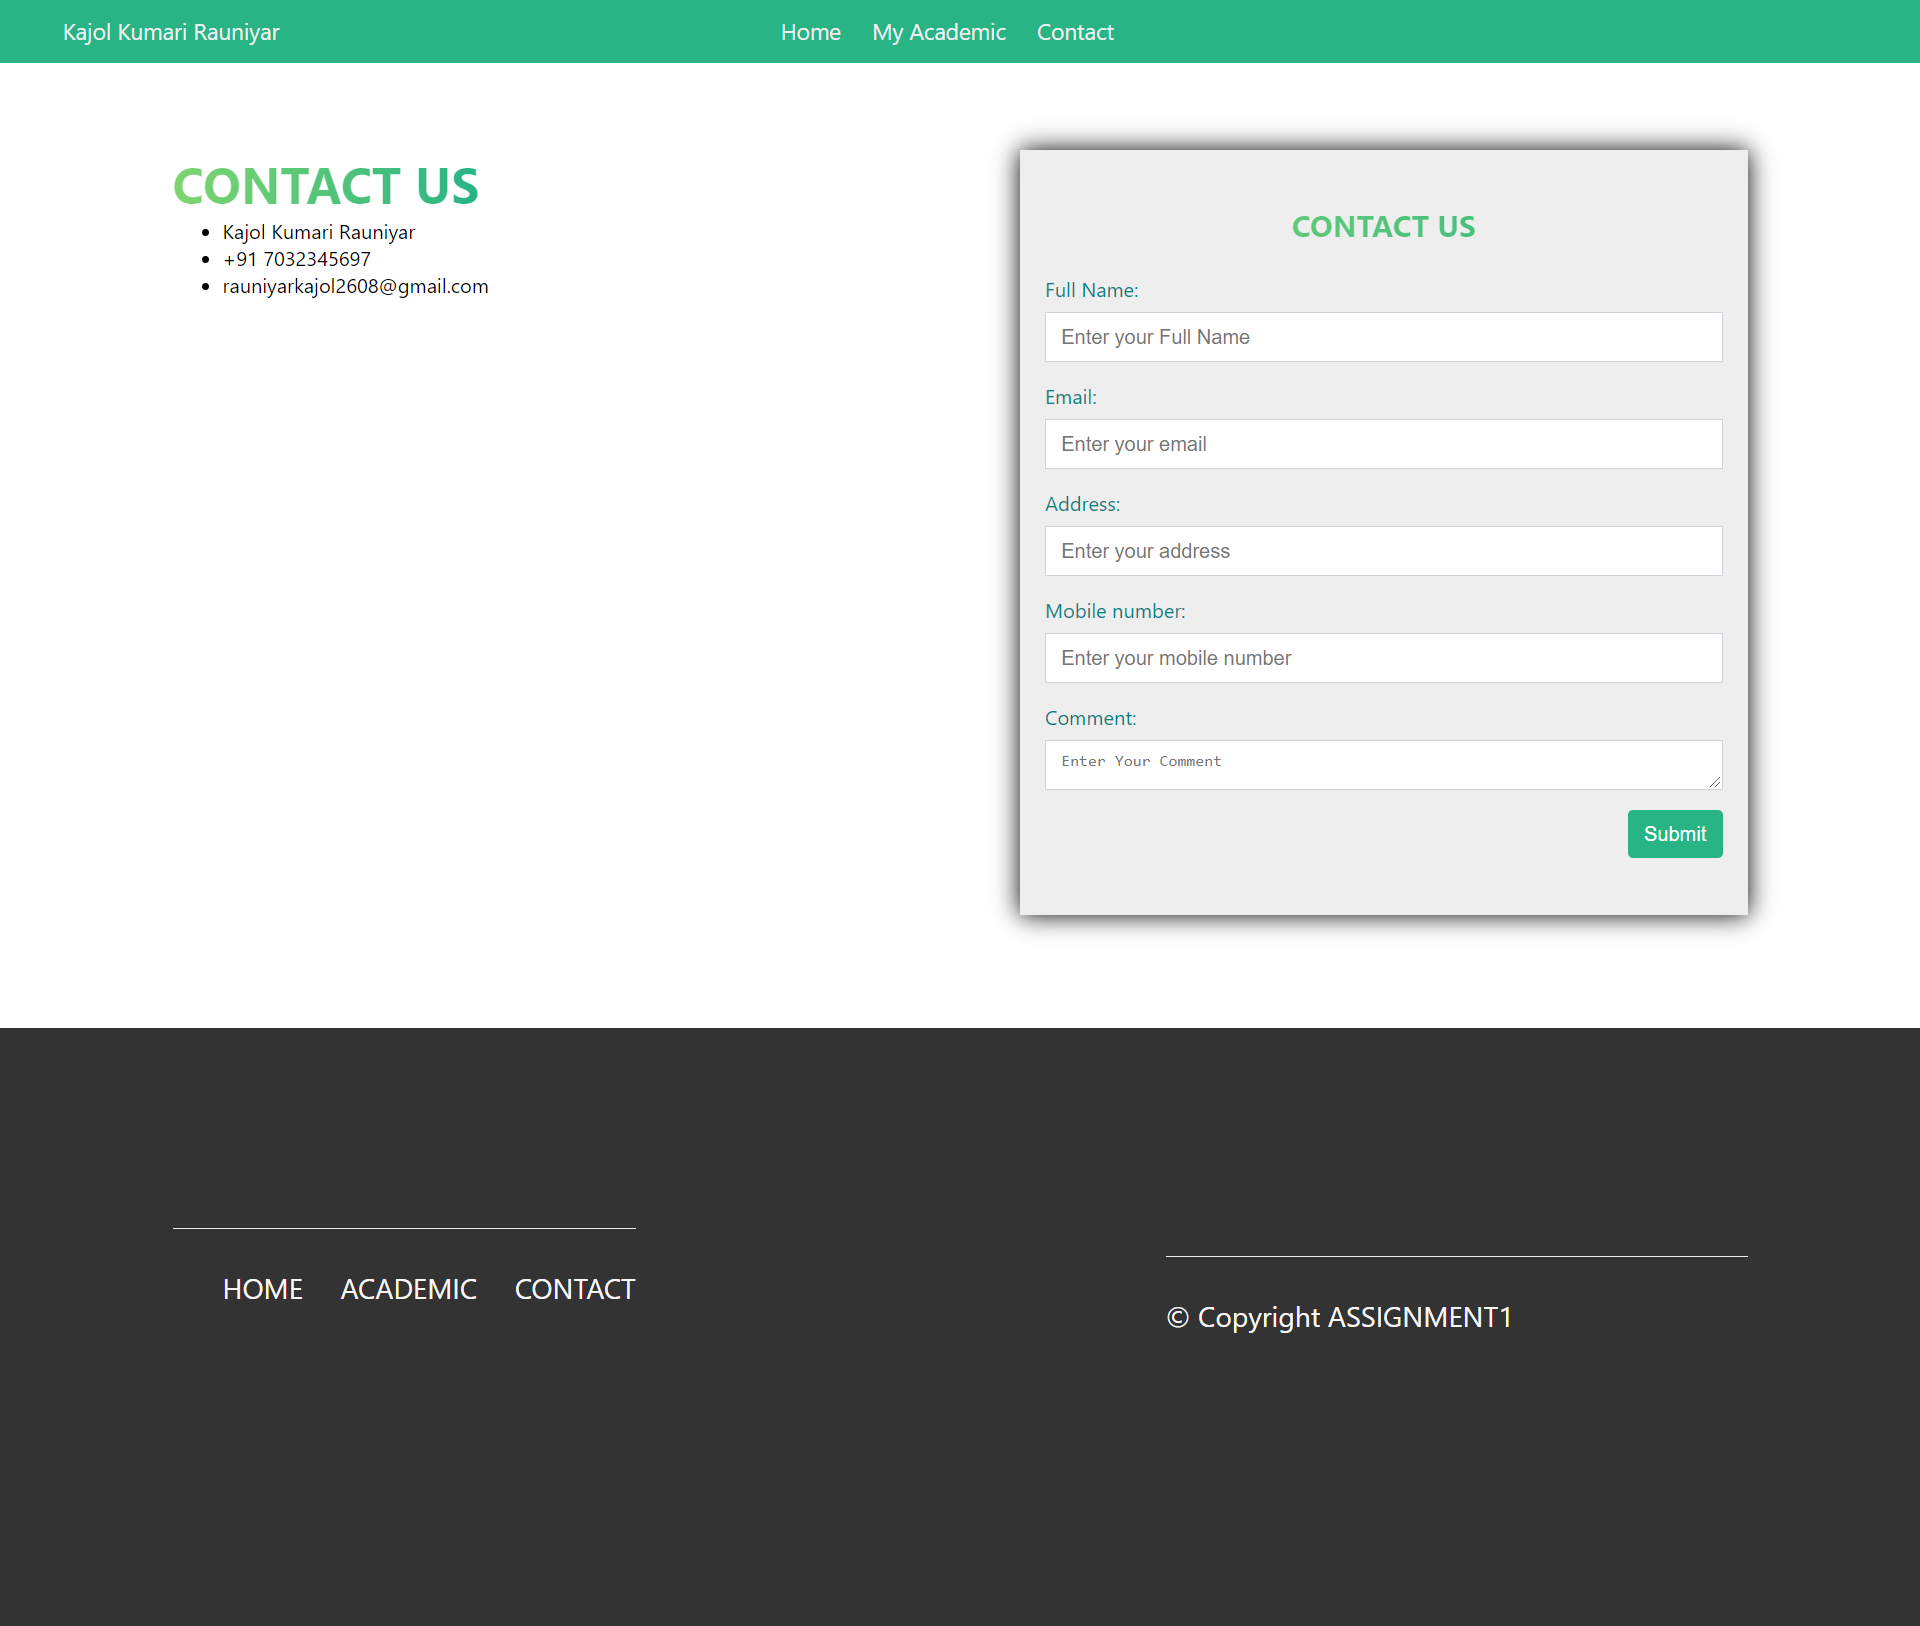 Kajol Kumari Rauniyar
Home My Academic Contact
CONTACT US
Kajol Kumari Rauniyar
+91 7032345697
rauniyarkajol2608@gmail.com
CONTACT US
Full Name:
Enter your Full Name
Email:
Enter your email
Address:
Enter your address
Mobile number:
Enter your mobile number
Comment:
Enter Your Comment
Submit
HOME ACADEMIC CONTACT
© Copyright ASSIGNMENT1